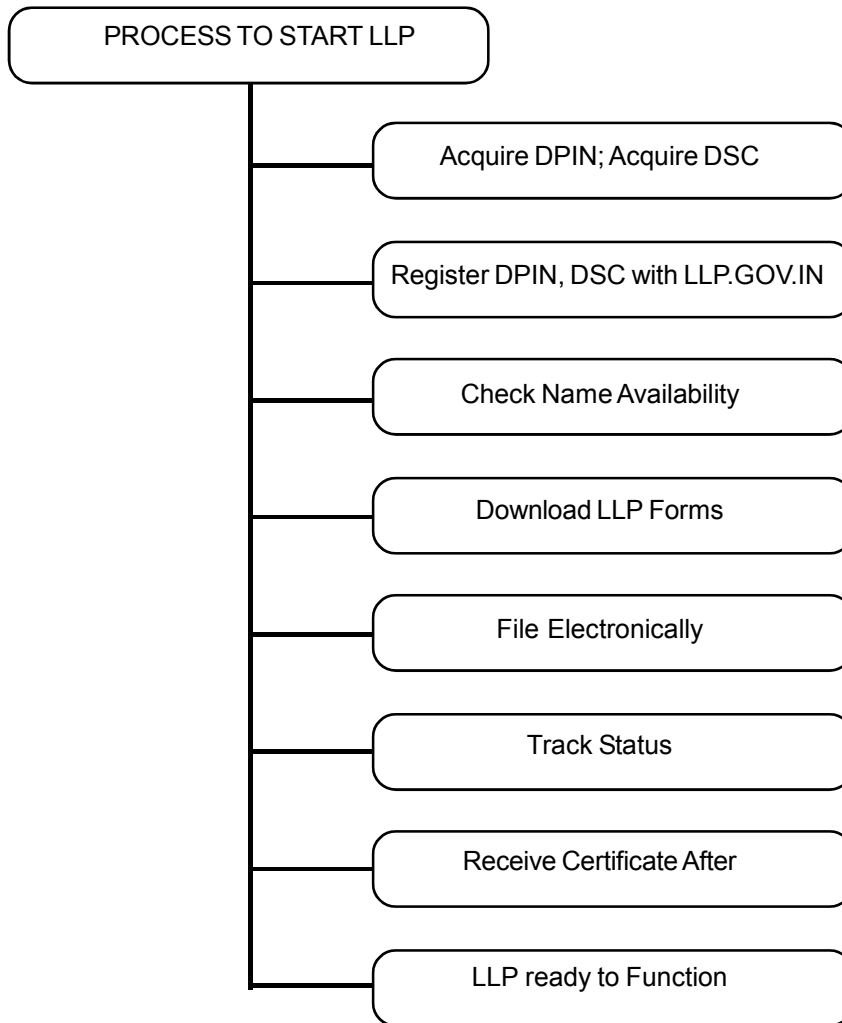 PROCESS TO START LLP
Acquire DPIN; Acquire DSC
Register DPIN, DSC with LLP.GOV.IN
Check Name Availability
Download LLP Forms
File Electronically
Track Status
Receive Certificate After
LLP ready to Function